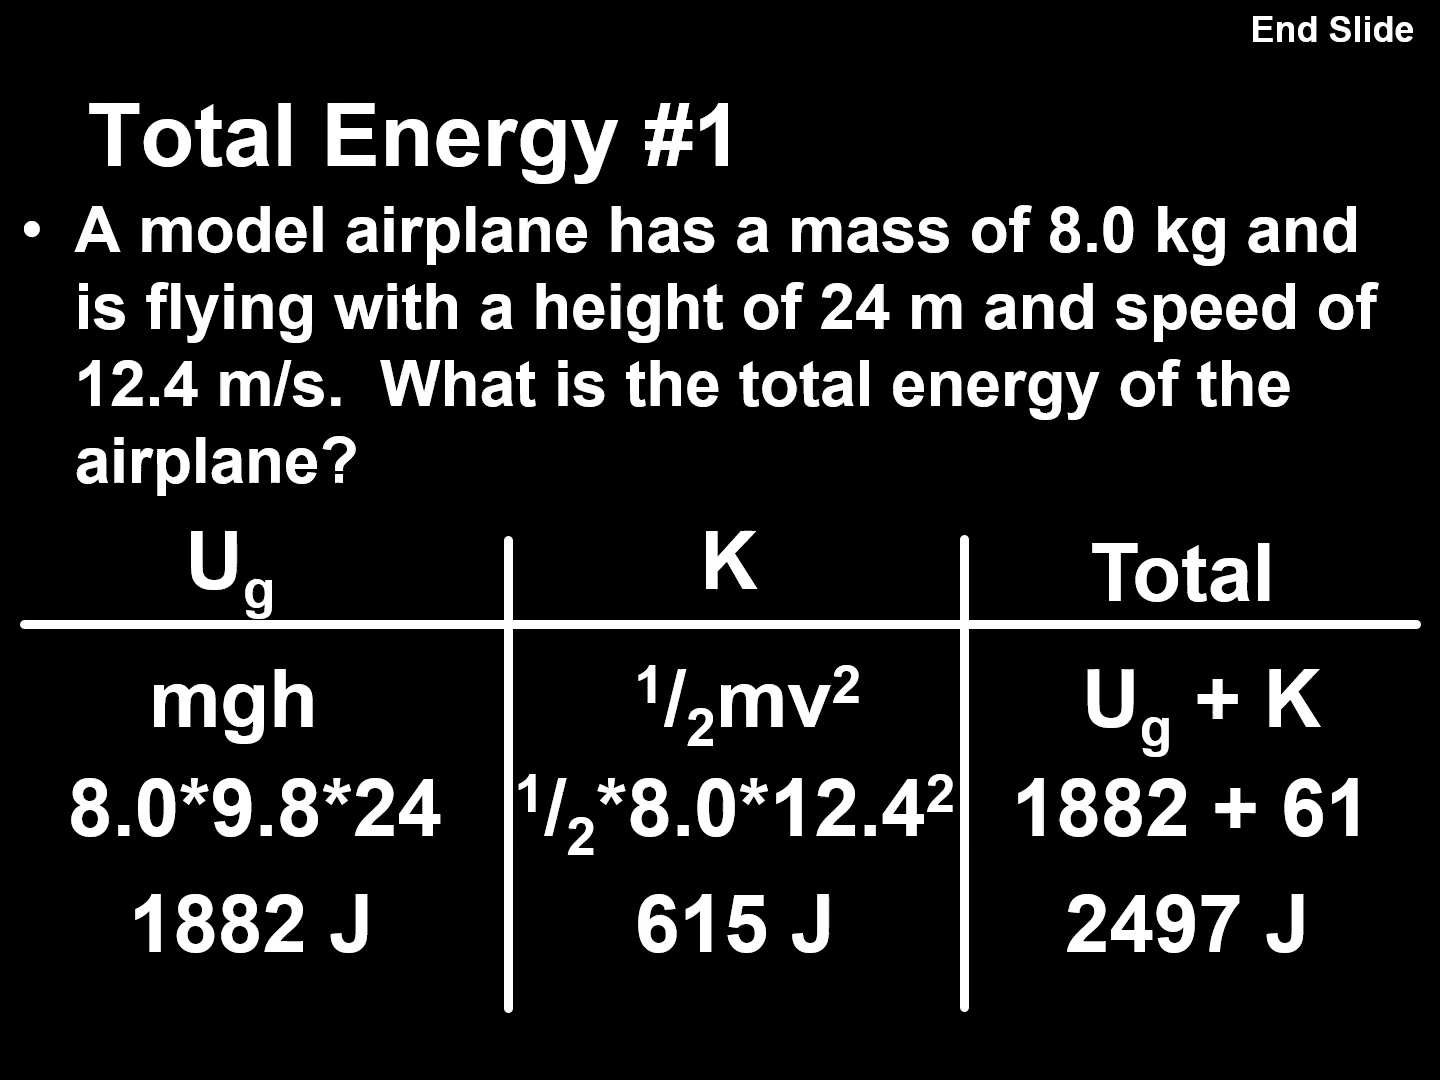 End Slide
Total Energy #1
• A model airplane has a mass of 8.0 kg and
is flying with a height of 24 m and speed of
12.4 m/s.  What is the total energy of the
airplane?
Ug K Total
mgh 1/2mv² Ug + K
8.0*9.8*24 1/2*8.0*12.4² 1882 + 61
1882 J 615 J 2497 J